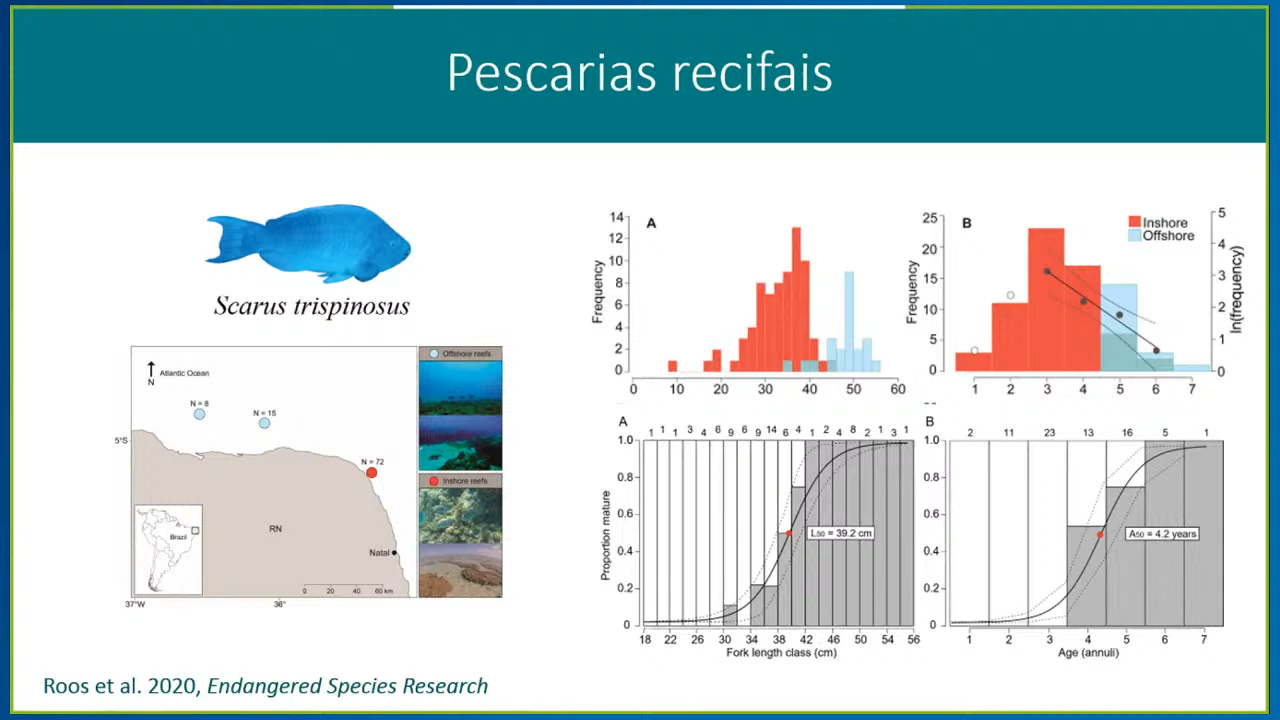 Pescarias recifais
Scarus trispinosus
Offshore reefs
N
Atlantic Ocean
N = 8
N = 15
5°S
N = 72
Inshore reefs
RN
Brazil
Natal
0 20 40 60 km
37°W 36°
A
Frequency
14
12
10
8
6
4
2
0
0 10 20 30 40 50 60
B
Inshore
Offshore
Frequency
25
20
15
10
5
0
ln(frequency)
5
4
3
2
1
0
1 2 3 4 5 6 7
A
1 1 1 3 4 6 9 6 9 14 6 4 1 2 4 8 2 1 3 1
Proportion mature
1.0
0.8
0.6
0.4
0.2
0
L50 = 39.2 cm
18 22 26 30 34 38 42 46 50 54 56
Fork length class (cm)
B
2 11 23 13 16 5 1
1.0
0.8
0.6
0.4
0.2
0
A50 = 4.2 years
1 2 3 4 5 6 7
Age (annuli)
Roos et al. 2020, Endangered Species Research